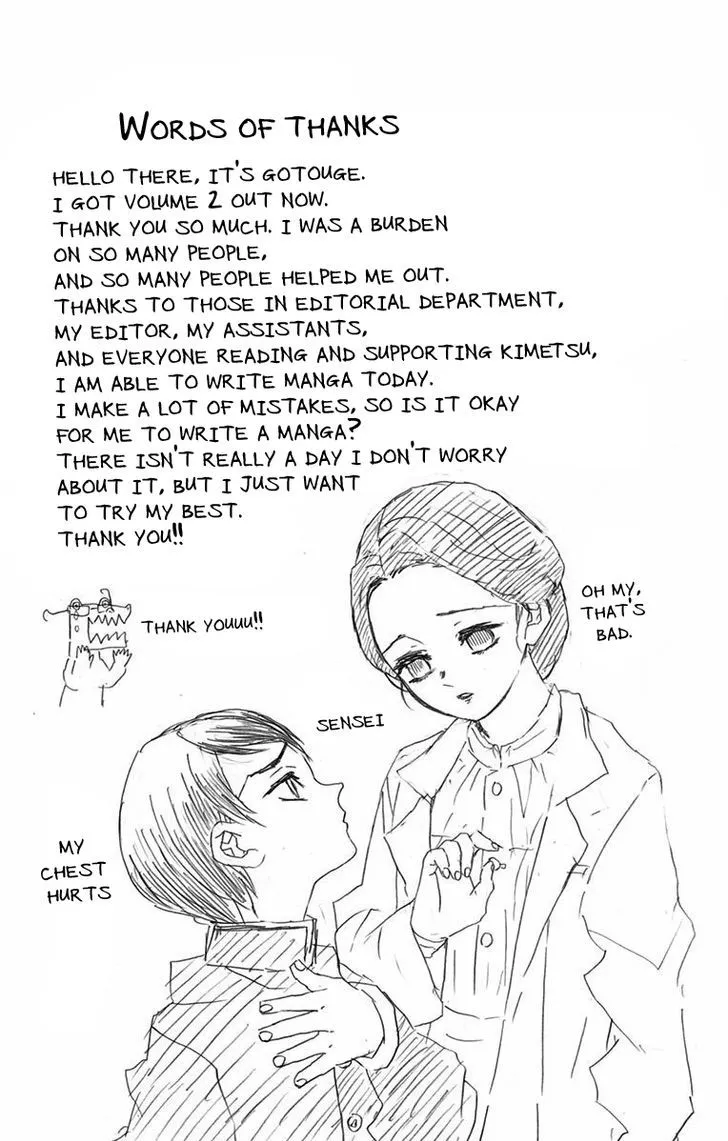 WORDS OF THANKS
HELLO THERE, IT'S GOTOUGE.
I GOT VOLUME 2 OUT NOW.
THANK YOU SO MUCH. I WAS A BURDEN
ON SO MANY PEOPLE,
AND SO MANY PEOPLE HELPED ME OUT.
THANKS TO THOSE IN EDITORIAL DEPARTMENT,
MY EDITOR, MY ASSISTANTS,
AND EVERYONE READING AND SUPPORTING KIMETSU,
I AM ABLE TO WRITE MANGA TODAY.
I MAKE A LOT OF MISTAKES, SO IS IT OKAY
FOR ME TO WRITE A MANGA?
THERE ISN'T REALLY A DAY I DON'T WORRY
ABOUT IT, BUT I JUST WANT
TO TRY MY BEST.
THANK YOU!!
THANK YOUUU!!
OH MY,
THAT'S
BAD.
SENSEI
MY
CHEST
HURTS